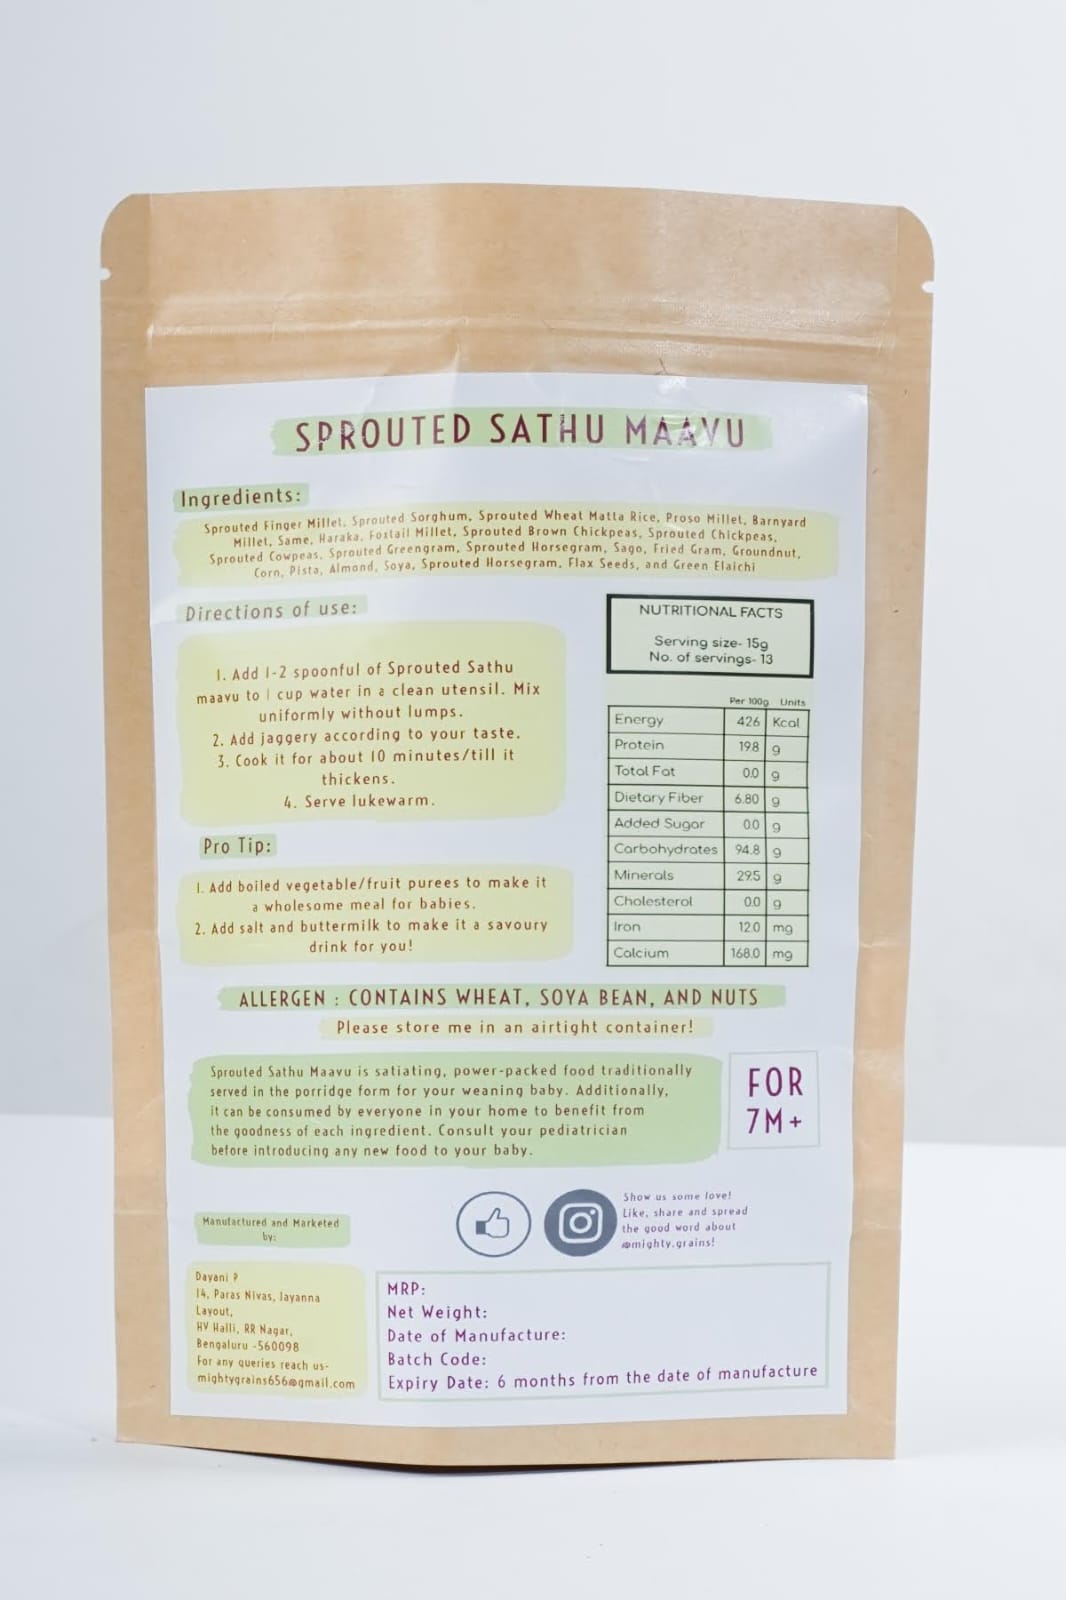 SPROUTED SATHU MAAVU
Ingredients:
Sprouted Finger Millet, Sprouted Sorghum, Sprouted Wheat Matta Rice, Proso Millet, Barnyard
Millet, Same, Haraka, Foxtail Millet, Sprouted Brown Chickpeas, Sprouted Chickpeas,
Sprouted Cowpeas, Sprouted Greengram, Sprouted Horsegram, Sago, Fried Gram, Groundnut,
Corn, Pista, Almond, Soya, Sprouted Horsegram, Flax Seeds, and Green Elaichi
Directions of use:
1. Add 1-2 spoonful of Sprouted Sathu
maavu to 1 cup water in a clean utensil. Mix
uniformly without lumps.
2. Add jaggery according to your taste.
3. Cook it for about 10 minutes/till it
thickens.
4. Serve lukewarm.
Pro Tip:
1. Add boiled vegetable/fruit purees to make it
a wholesome meal for babies.
2. Add salt and buttermilk to make it a savoury
drink for you!
NUTRITIONAL FACTS
Serving size- 15g
No. of servings- 13
Per 100g Units
Energy 426 Kcal
Protein 19.8 g
Total Fat 0.0 g
Dietary Fiber 6.80 g
Added Sugar 0.0 g
Carbohydrates 94.8 g
Minerals 29.5 g
Cholesterol 0.0 g
Iron 12.0 mg
Calcium 168.0 mg
ALLERGEN : CONTAINS WHEAT, SOYA BEAN, AND NUTS
Please store me in an airtight container!
Sprouted Sathu Maavu is satiating, power-packed food traditionally
served in the porridge form for your weaning baby. Additionally,
it can be consumed by everyone in your home to benefit from
the goodness of each ingredient. Consult your pediatrician
before introducing any new food to your baby.
FOR
7M+
Show us some love!
Like, share and spread
the good word about
@mighty.grains!
Manufactured and Marketed
by:
Dayani P
14, Paras Nivas, Jayanna
Layout,
HV Halli, RR Nagar,
Bengaluru -560098
For any queries reach us-
mightygrains656@gmail.com
MRP:
Net Weight:
Date of Manufacture:
Batch Code:
Expiry Date: 6 months from the date of manufacture